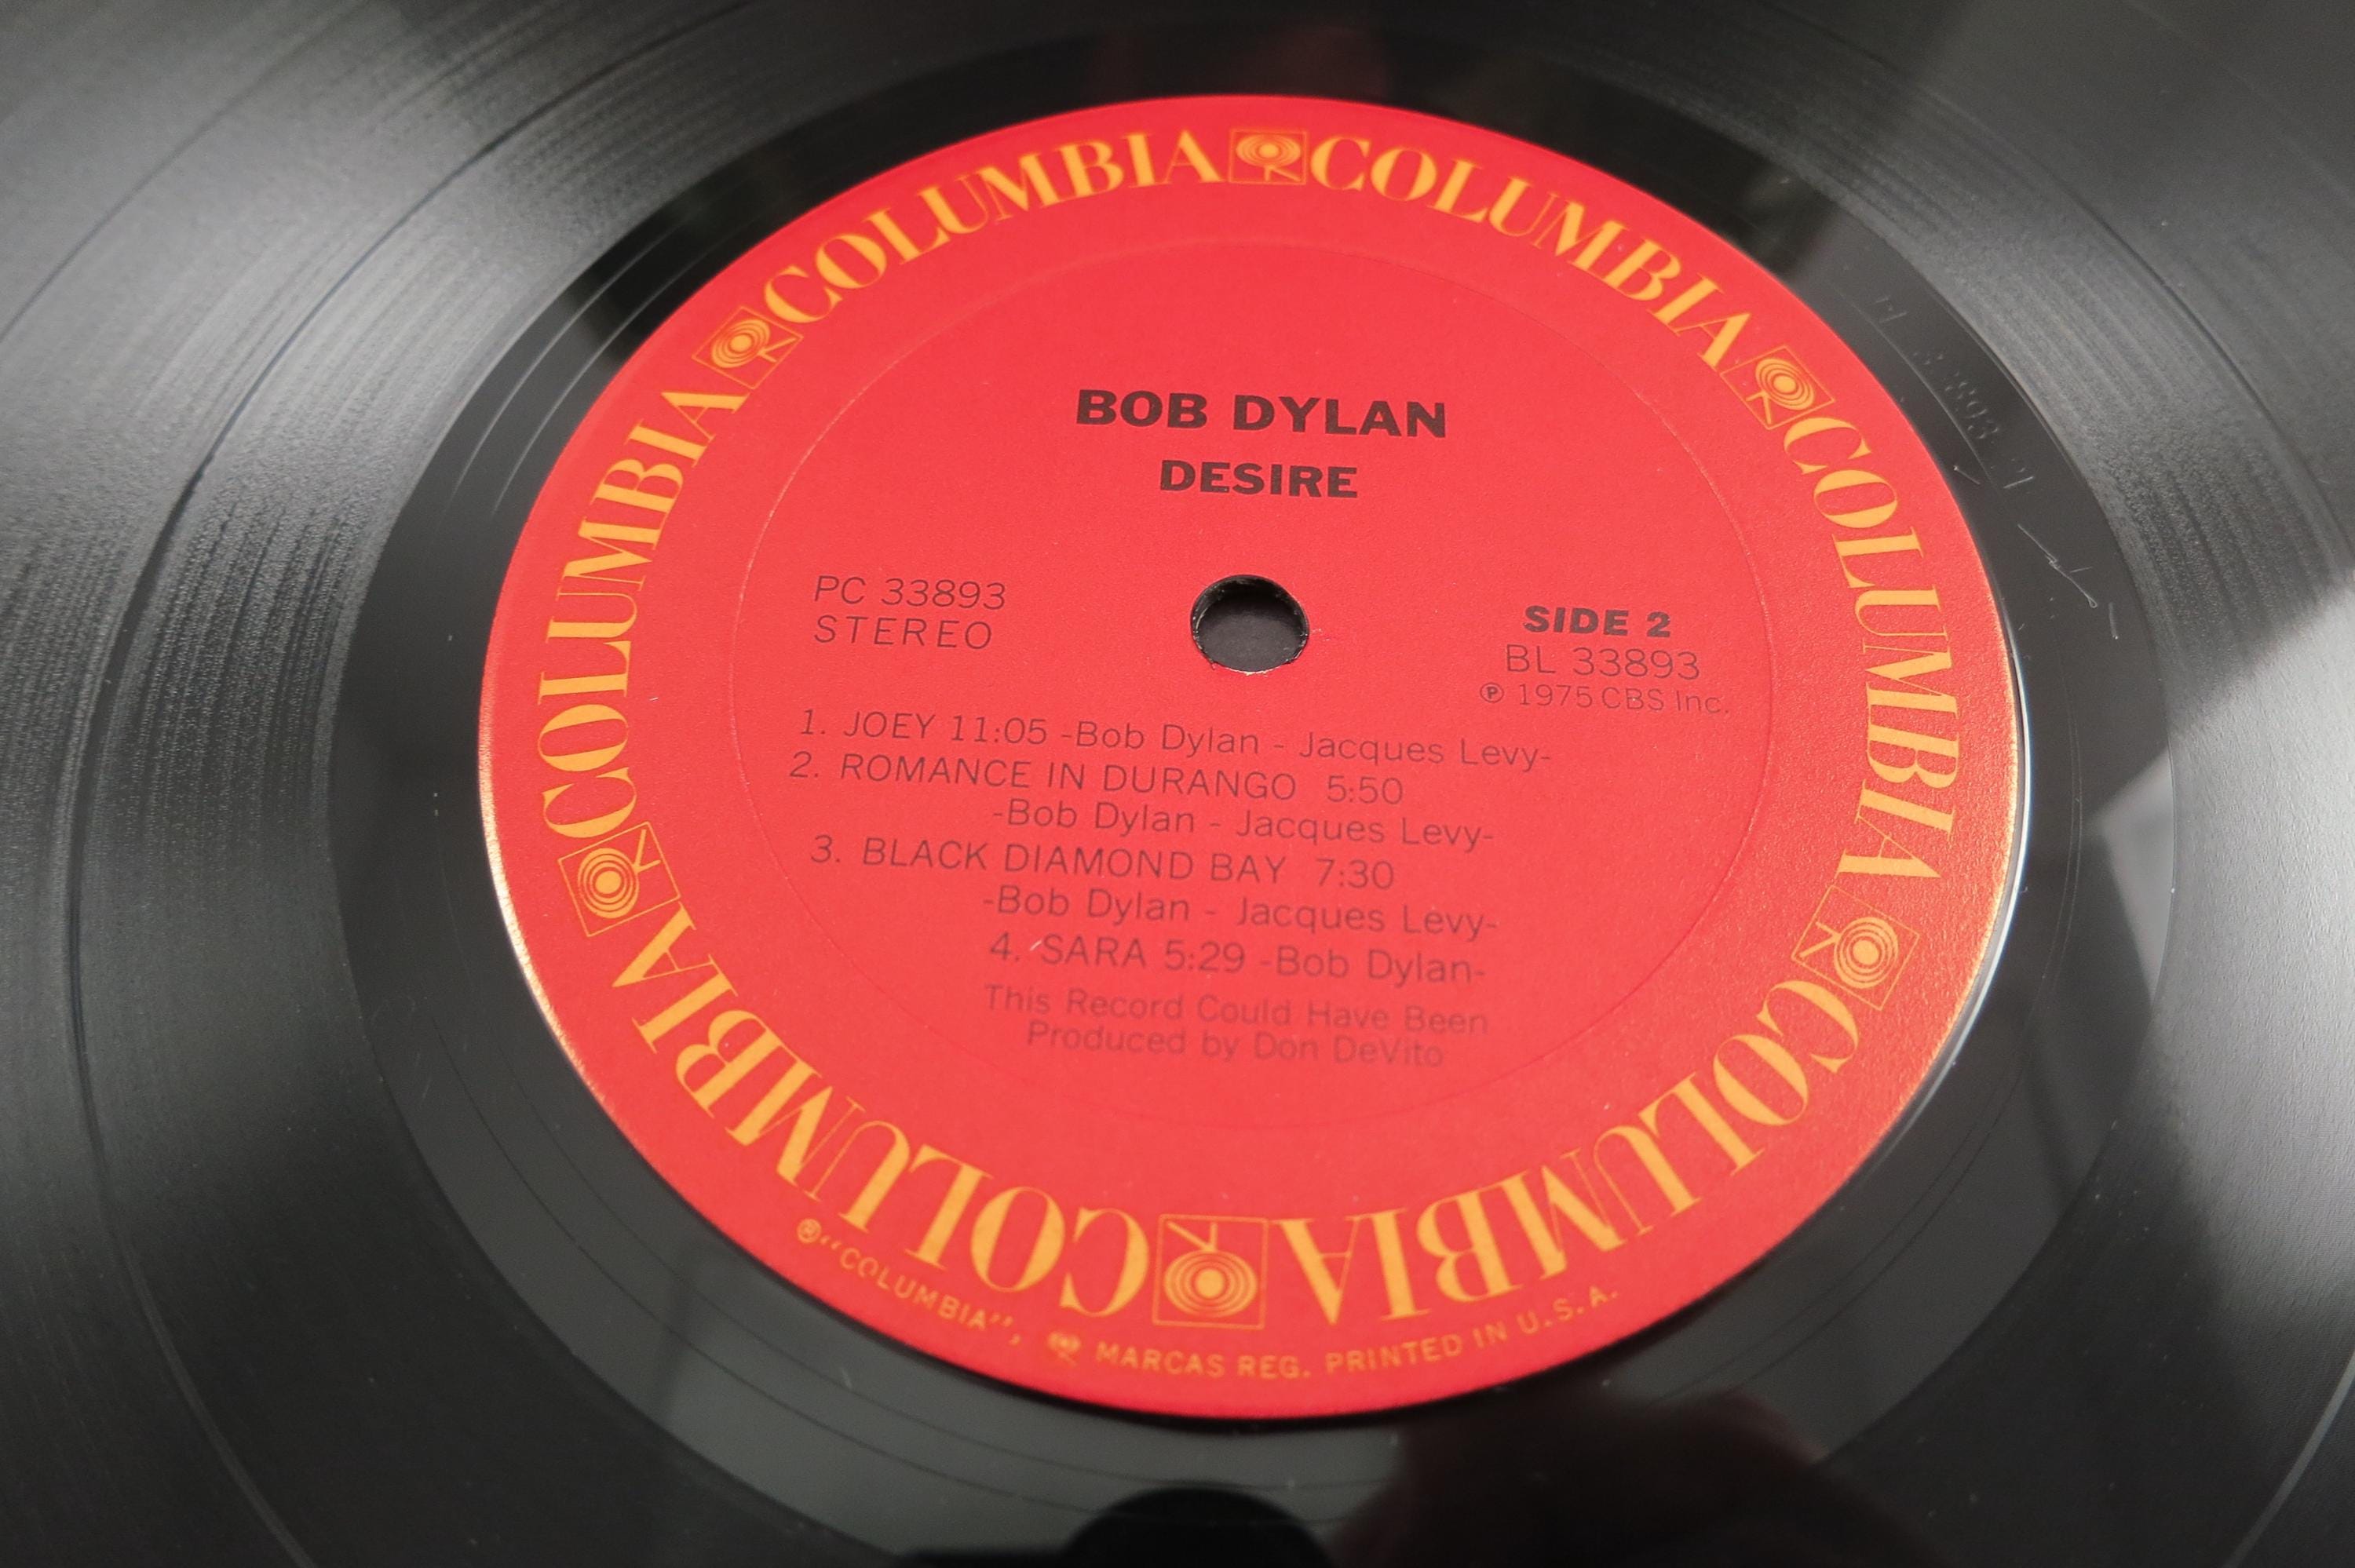 COLUMBIA COLUMBIA COLUMBIA COLUMBIA COLUMBIA COLUMBIA
BOB DYLAN
DESIRE
PC 33893
STEREO
SIDE 2
BL 33893
℗ 1975 CBS Inc.
1. JOEY 11:05 -Bob Dylan - Jacques Levy-
2. ROMANCE IN DURANGO 5:50
-Bob Dylan - Jacques Levy-
3. BLACK DIAMOND BAY 7:30
-Bob Dylan - Jacques Levy-
4. SARA 5:29 -Bob Dylan-
This Record Could Have Been
Produced by Don DeVito
® "COLUMBIA", MARCAS REG. PRINTED IN U.S.A.